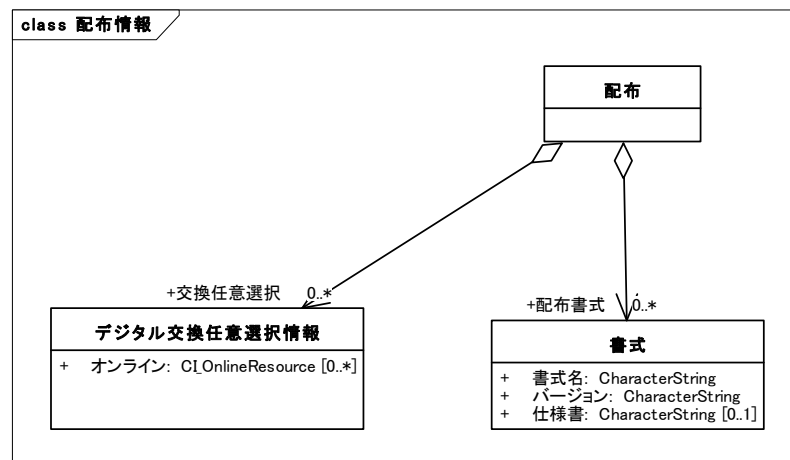 class 配布情報
配布
+交換任意選択 0..*
+配布書式 0..*
デジタル交換任意選択情報
+ オンライン: CI_OnlineResource [0..*]
書式
+ 書式名: CharacterString
+ バージョン: CharacterString
+ 仕様書: CharacterString [0..1]